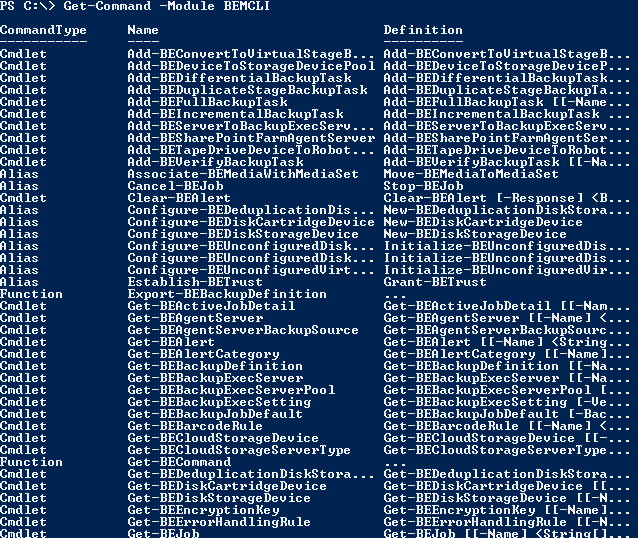 PS C:\> Get-Command -Module BEMCLI
CommandType Name Definition
----------- ---- ----------
Cmdlet Add-BEConvertToVirtualStageB... Add-BEConvertToVirtualStageB...
Cmdlet Add-BEDeviceToStorageDevicePool Add-BEDeviceToStorageDeviceP...
Cmdlet Add-BEDifferentialBackupTask Add-BEDifferentialBackupTa...
Cmdlet Add-BEDuplicateStageBackupTask Add-BEDuplicateStageBackupTa...
Cmdlet Add-BEFullBackupTask Add-BEFullBackupTask [[-Name...
Cmdlet Add-BEIncrementalBackupTask Add-BEIncrementalBackupTask ...
Cmdlet Add-BEServerToBackupExecServ... Add-BEServerToBackupExecServ...
Cmdlet Add-BESharePointFarmAgentServer Add-BESharePointFarmAgentSer...
Cmdlet Add-BETapeDriveDeviceToRobot... Add-BETapeDriveDeviceToRobot...
Cmdlet Add-BEVerifyBackupTask Add-BEVerifyBackupTask [[-Na...
Alias Associate-BEMediaWithMediaSet Move-BEMediaToMediaSet
Alias Cancel-BEJob Stop-BEJob
Cmdlet Clear-BEAlert Clear-BEAlert [-Response] <B...
Alias Configure-BEDeduplicationDis... New-BEDeduplicationDiskStora...
Alias Configure-BEDiskCartridgeDevice New-BEDiskCartridgeDevice
Alias Configure-BEDiskStorageDevice New-BEDiskStorageDevice
Alias Configure-BEUnconfiguredDisk... Initialize-BEUnconfiguredDis...
Alias Configure-BEUnconfiguredVirt... Initialize-BEUnconfiguredVir...
Alias Establish-BETrust Grant-BETrust
Function Export-BEBackupDefinition ...
Cmdlet Get-BEActiveJobDetail Get-BEActiveJobDetail [[-Nam...
Cmdlet Get-BEAgentServer Get-BEAgentServer [[-Name] <...
Cmdlet Get-BEAgentServerBackupSource Get-BEAgentServerBackupSourc...
Cmdlet Get-BEAlert Get-BEAlert [[-Name] <String...
Cmdlet Get-BEAlertCategory Get-BEAlertCategory [[-Name]...
Cmdlet Get-BEBackupDefinition Get-BEBackupDefinition [[-Na...
Cmdlet Get-BEBackupExecServer Get-BEBackupExecServer [[-Na...
Cmdlet Get-BEBackupExecServerPool Get-BEBackupExecServerPool [...
Cmdlet Get-BEBackupExecSetting Get-BEBackupExecSetting [-Ve...
Cmdlet Get-BEBackupJobDefault Get-BEBackupJobDefault [-Bac...
Cmdlet Get-BEBarcodeRule Get-BEBarcodeRule [[-Name] <...
Cmdlet Get-BECloudStorageDevice Get-BECloudStorageDevice [[-...
Cmdlet Get-BECloudStorageServerType Get-BECloudStorageServerType...
Function Get-BECommand ...
Cmdlet Get-BEDeduplicationDiskStora... Get-BEDeduplicationDiskStora...
Cmdlet Get-BEDiskCartridgeDevice Get-BEDiskCartridgeDevice [[...
Cmdlet Get-BEDiskStorageDevice Get-BEDiskStorageDevice [[-N...
Cmdlet Get-BEEncryptionKey Get-BEEncryptionKey [[-Name]...
Cmdlet Get-BEErrorHandlingRule Get-BEErrorHandlingRule [[-N...
Cmdlet Get-BEJob Get-BEJob [[-Name] <String[]...